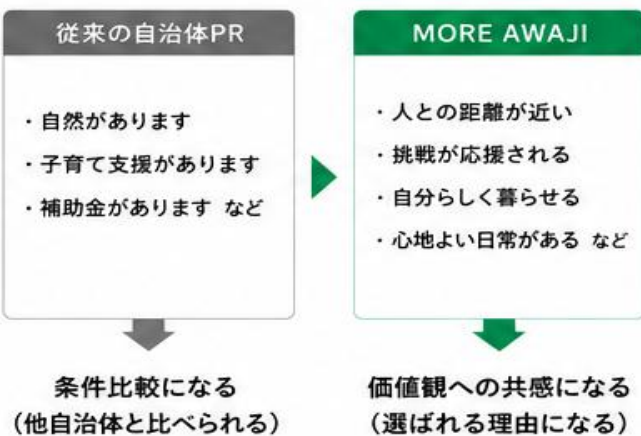 従来の自治体PR
・自然があります
・子育て支援があります
・補助金があります など
条件比較になる
(他自治体と比べられる)
MORE AWAJI
・人との距離が近い
・挑戦が応援される
・自分らしく暮らせる
・心地よい日常がある など
価値観への共感になる
(選ばれる理由になる)